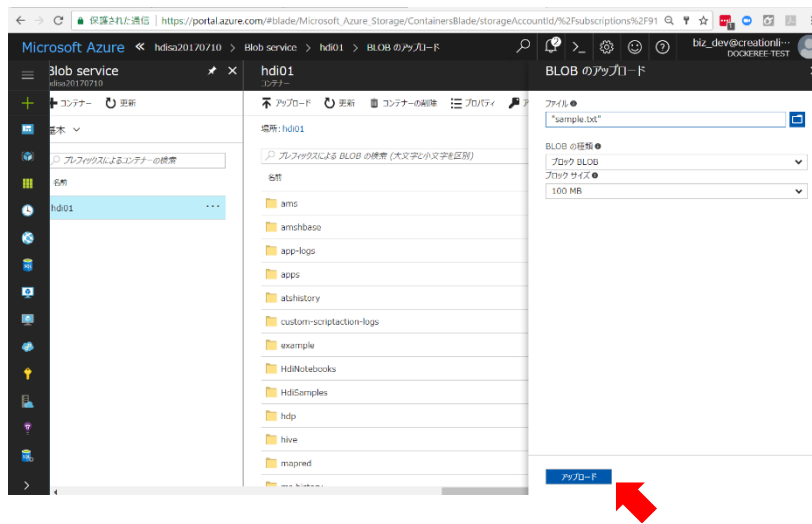 保護された通信 | https://portal.azure.com/#blade/Microsoft_Azure_Storage/ContainersBlade/storageAccountId/%2Fsubscriptions%2F91
Microsoft Azure « hdisa20170710 > Blob service > hdi01 > BLOB のアップロード
biz_dev@creationli…
DOCKEREE-TEST
Blob service
hdisa20170710
コンテナー 更新
基本
プレフィックスによるコンテナーの検索
名前
hdi01 ...
hdi01
コンテナー
アップロード 更新 コンテナーの削除 プロパティ
場所: hdi01
プレフィックスによる BLOB の検索 (大文字と小文字を区別)
名前
ams
amshbase
app-logs
apps
atshistory
custom-scriptaction-logs
example
HdiNotebooks
HdiSamples
hdp
hive
mapred
BLOB のアップロード
ファイル
"sample.txt"
BLOB の種類
ブロック BLOB
ブロック サイズ
100 MB
アップロード